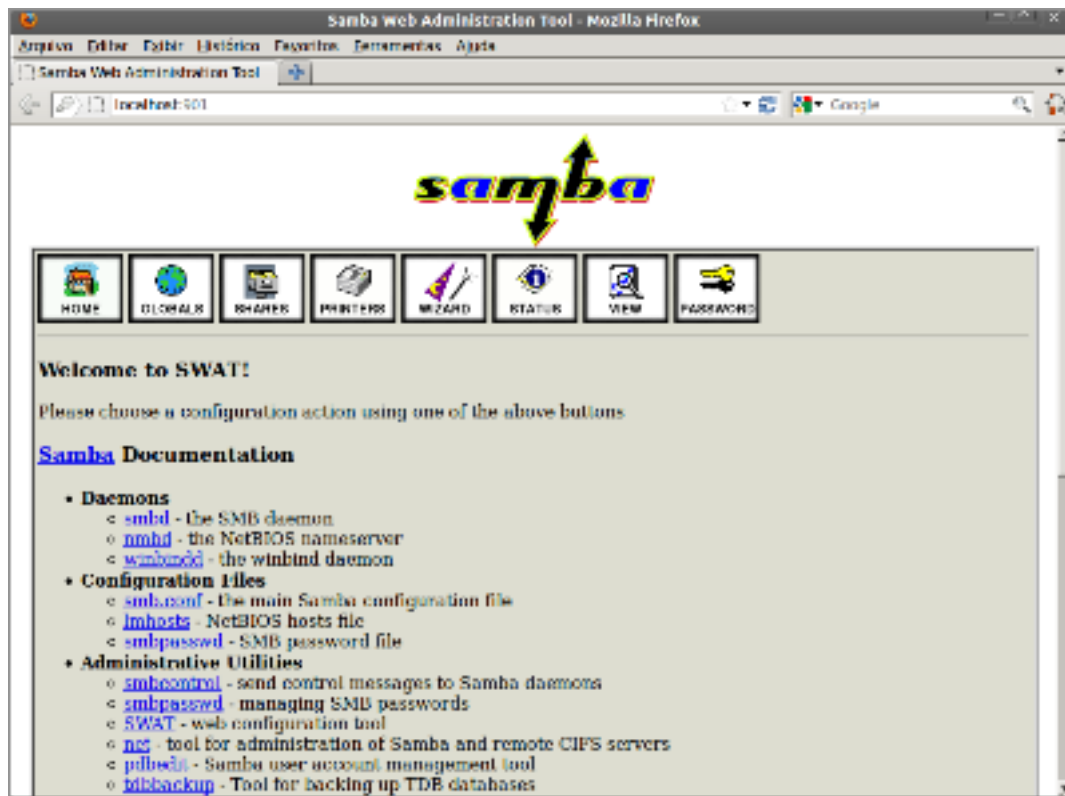 Samba Web Administration Tool - Mozilla Firefox
Arquivo Editar Exibir Histórico Favoritos Ferramentas Ajuda
Samba Web Administration Tool
localhost:901 Google
samba
HOME GLOBALS SHARES PRINTERS WIZARD STATUS VIEW PASSWORD
Welcome to SWAT!
Please choose a configuration action using one of the above buttons
Samba Documentation
• Daemons
◦ smbd - the SMB daemon
◦ nmbd - the NetBIOS nameserver
◦ winbindd - the winbind daemon
• Configuration Files
◦ smb.conf - the main Samba configuration file
◦ lmhosts - NetBIOS hosts file
◦ smbpasswd - SMB password file
• Administrative Utilities
◦ smbcontrol - send control messages to Samba daemons
◦ smbpasswd - managing SMB passwords
◦ SWAT - web configuration tool
◦ net - tool for administration of Samba and remote CIFS servers
◦ pdbedit - Samba user account management tool
◦ tdbbackup - Tool for backing up TDB databases